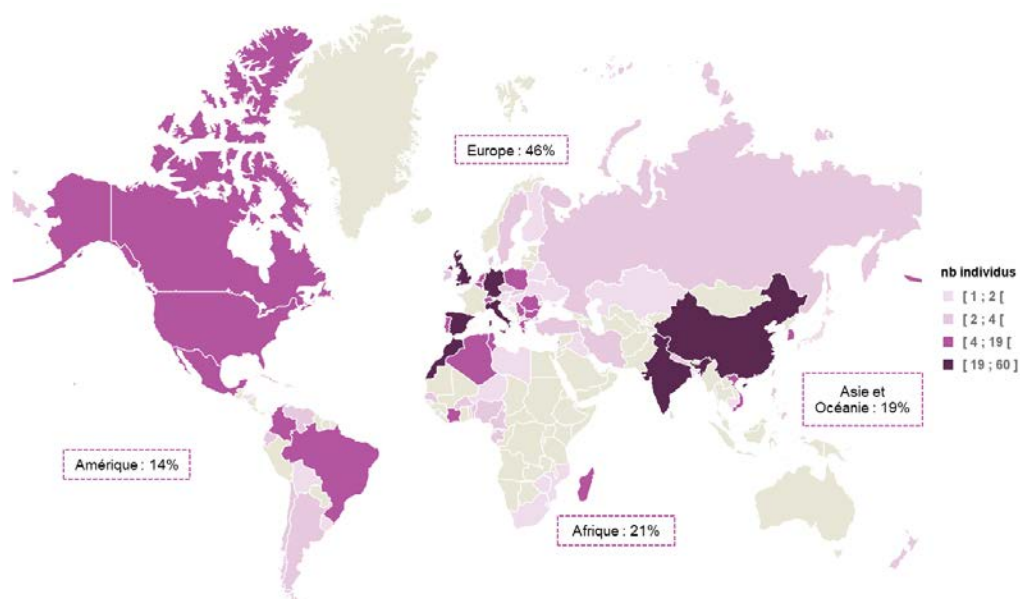 Europe : 46%
nb individus
[ 1 ; 2 [
[ 2 ; 4 [
[ 4 ; 19 [
[ 19 ; 60 ]
Asie et
Océanie : 19%
Amérique : 14%
Afrique : 21%